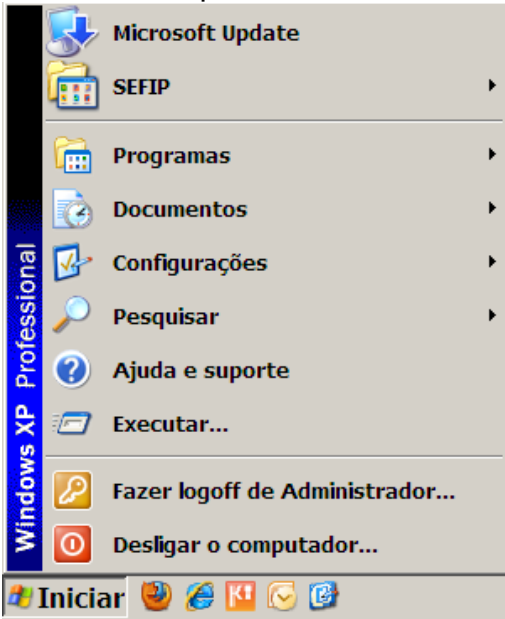 Microsoft Update
SEFIP
Programas
Documentos
Configurações
Pesquisar
Ajuda e suporte
Executar...
Fazer logoff de Administrador...
Desligar o computador...
Windows XP Professional
Iniciar